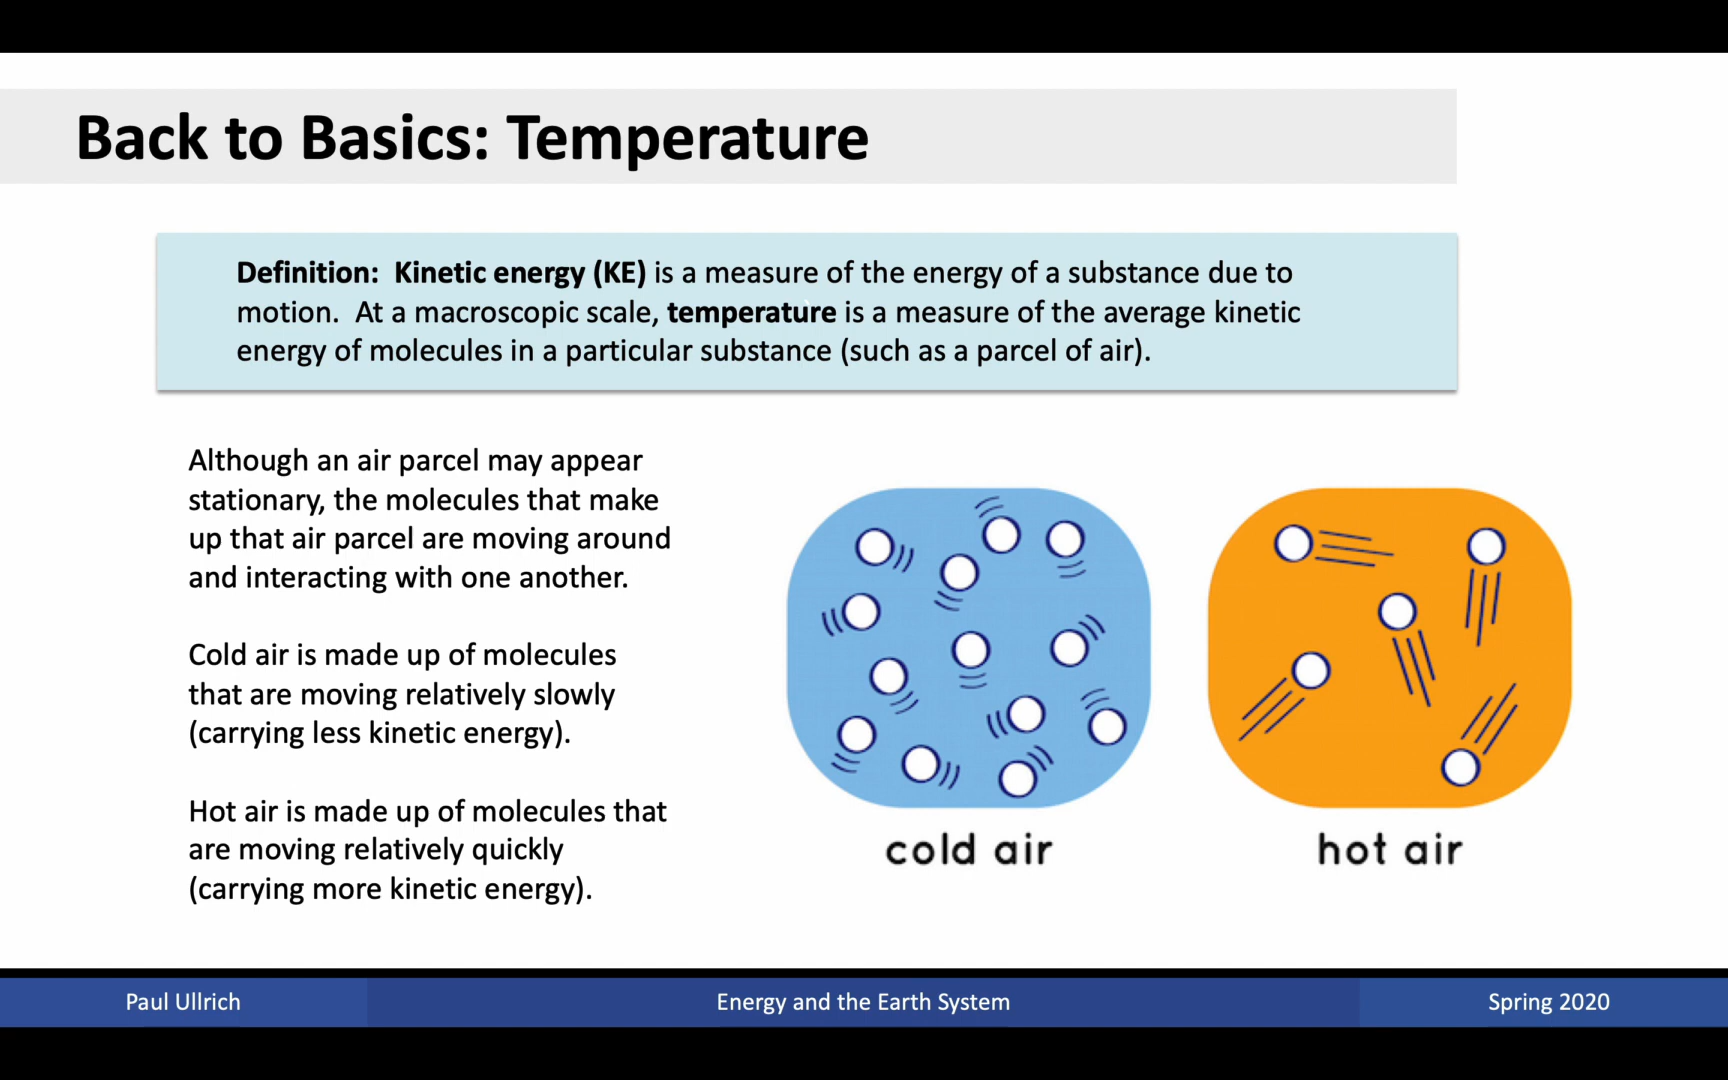 Back to Basics: Temperature
Definition: Kinetic energy (KE) is a measure of the energy of a substance due to
motion. At a macroscopic scale, temperature is a measure of the average kinetic
energy of molecules in a particular substance (such as a parcel of air).
Although an air parcel may appear
stationary, the molecules that make
up that air parcel are moving around
and interacting with one another.
Cold air is made up of molecules
that are moving relatively slowly
(carrying less kinetic energy).
Hot air is made up of molecules that
are moving relatively quickly
(carrying more kinetic energy).
cold air
hot air
Paul Ullrich
Energy and the Earth System
Spring 2020